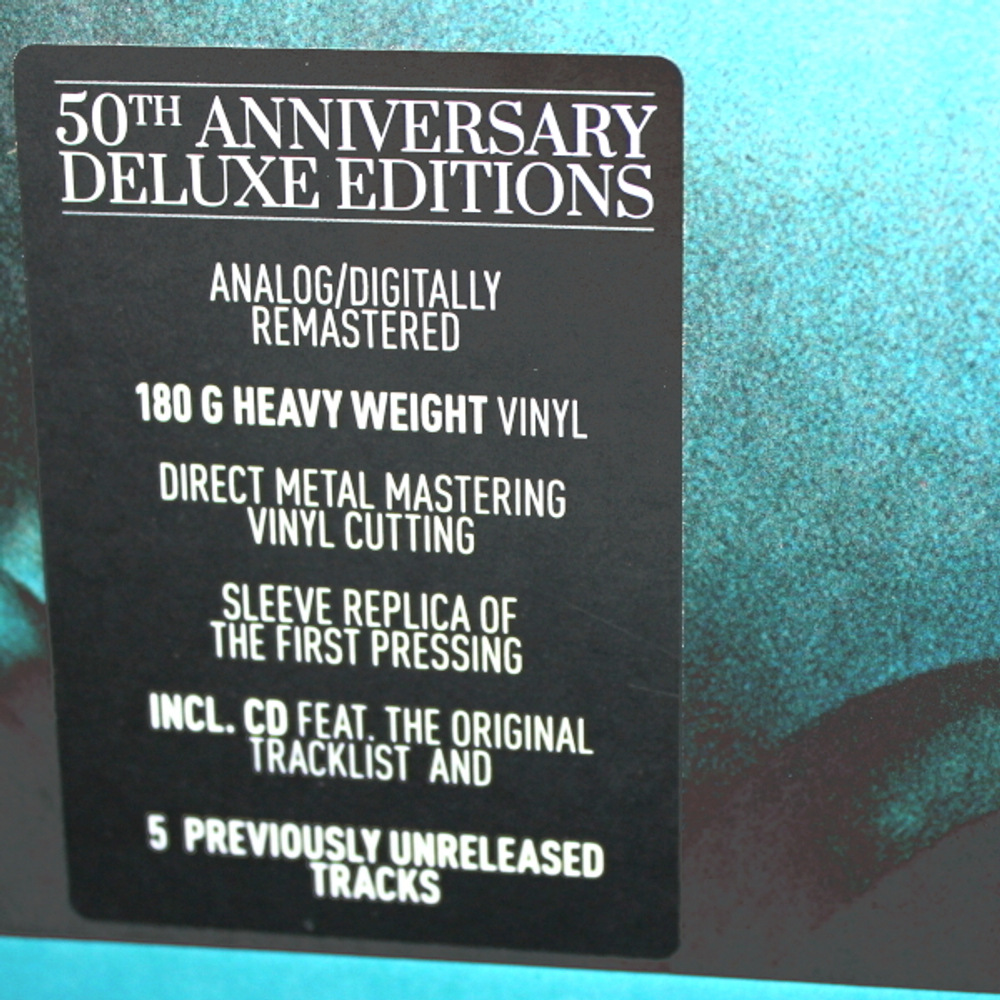 50TH ANNIVERSARY
DELUXE EDITIONS
ANALOG/DIGITALLY
REMASTERED
180 G HEAVY WEIGHT VINYL
DIRECT METAL MASTERING
VINYL CUTTING
SLEEVE REPLICA OF
THE FIRST PRESSING
INCL. CD FEAT. THE ORIGINAL
TRACKLIST AND
5 PREVIOUSLY UNRELEASED
TRACKS